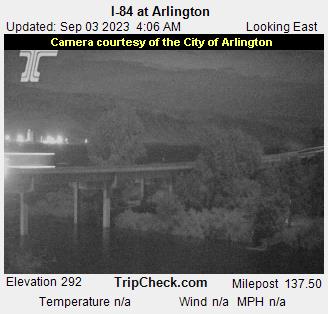 I-84 at Arlington
Updated: Sep 03 2023 4:06 AM Looking East
Camera courtesy of the City of Arlington
Elevation 292 TripCheck.com Milepost 137.50
Temperature n/a Wind n/a MPH n/a